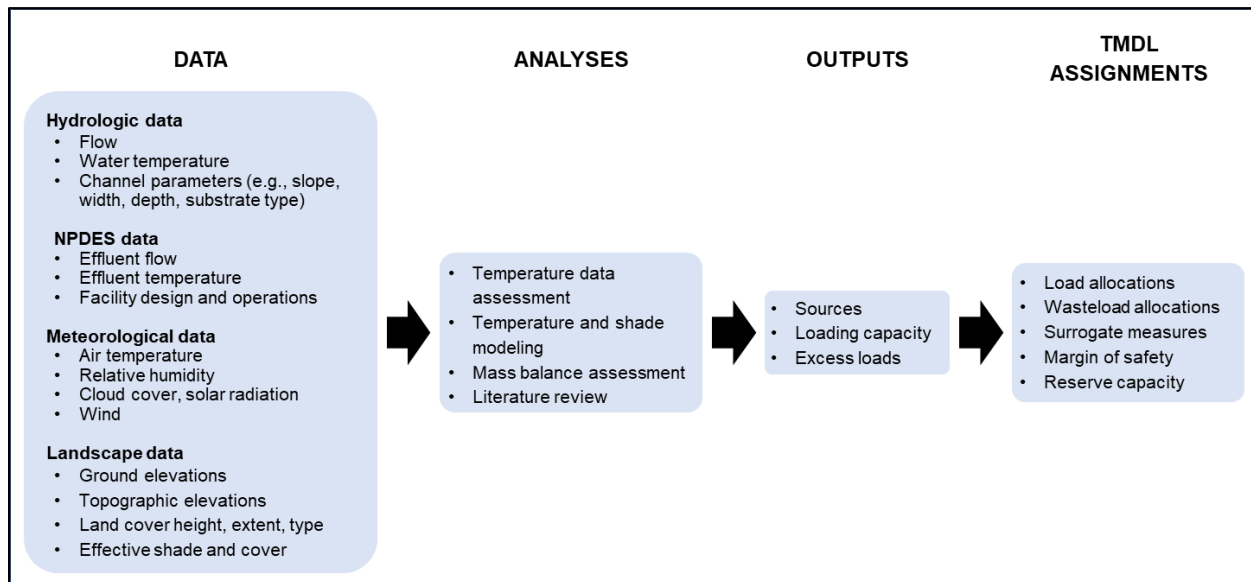 DATA
Hydrologic data
• Flow
• Water temperature
• Channel parameters (e.g., slope,
width, depth, substrate type)
NPDES data
• Effluent flow
• Effluent temperature
• Facility design and operations
Meteorological data
• Air temperature
• Relative humidity
• Cloud cover, solar radiation
• Wind
Landscape data
• Ground elevations
• Topographic elevations
• Land cover height, extent, type
• Effective shade and cover
ANALYSES
• Temperature data
assessment
• Temperature and shade
modeling
• Mass balance assessment
• Literature review
OUTPUTS
• Sources
• Loading capacity
• Excess loads
TMDL
ASSIGNMENTS
• Load allocations
• Wasteload allocations
• Surrogate measures
• Margin of safety
• Reserve capacity